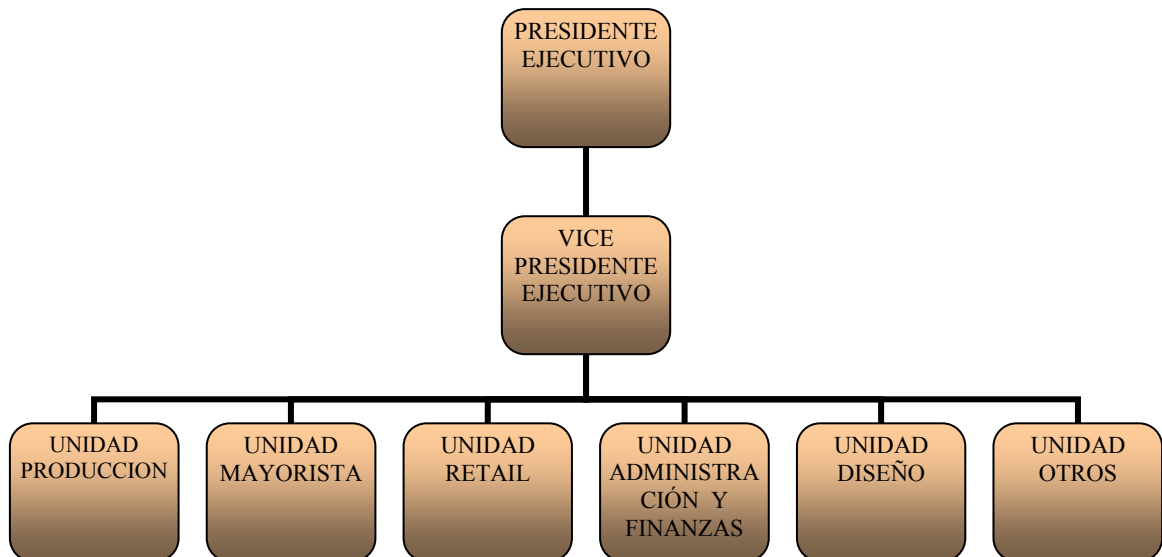 PRESIDENTE
EJECUTIVO
VICE
PRESIDENTE
EJECUTIVO
UNIDAD
PRODUCCION
UNIDAD
MAYORISTA
UNIDAD
RETAIL
UNIDAD
ADMINISTRA
CIÓN Y
FINANZAS
UNIDAD
DISEÑO
UNIDAD
OTROS